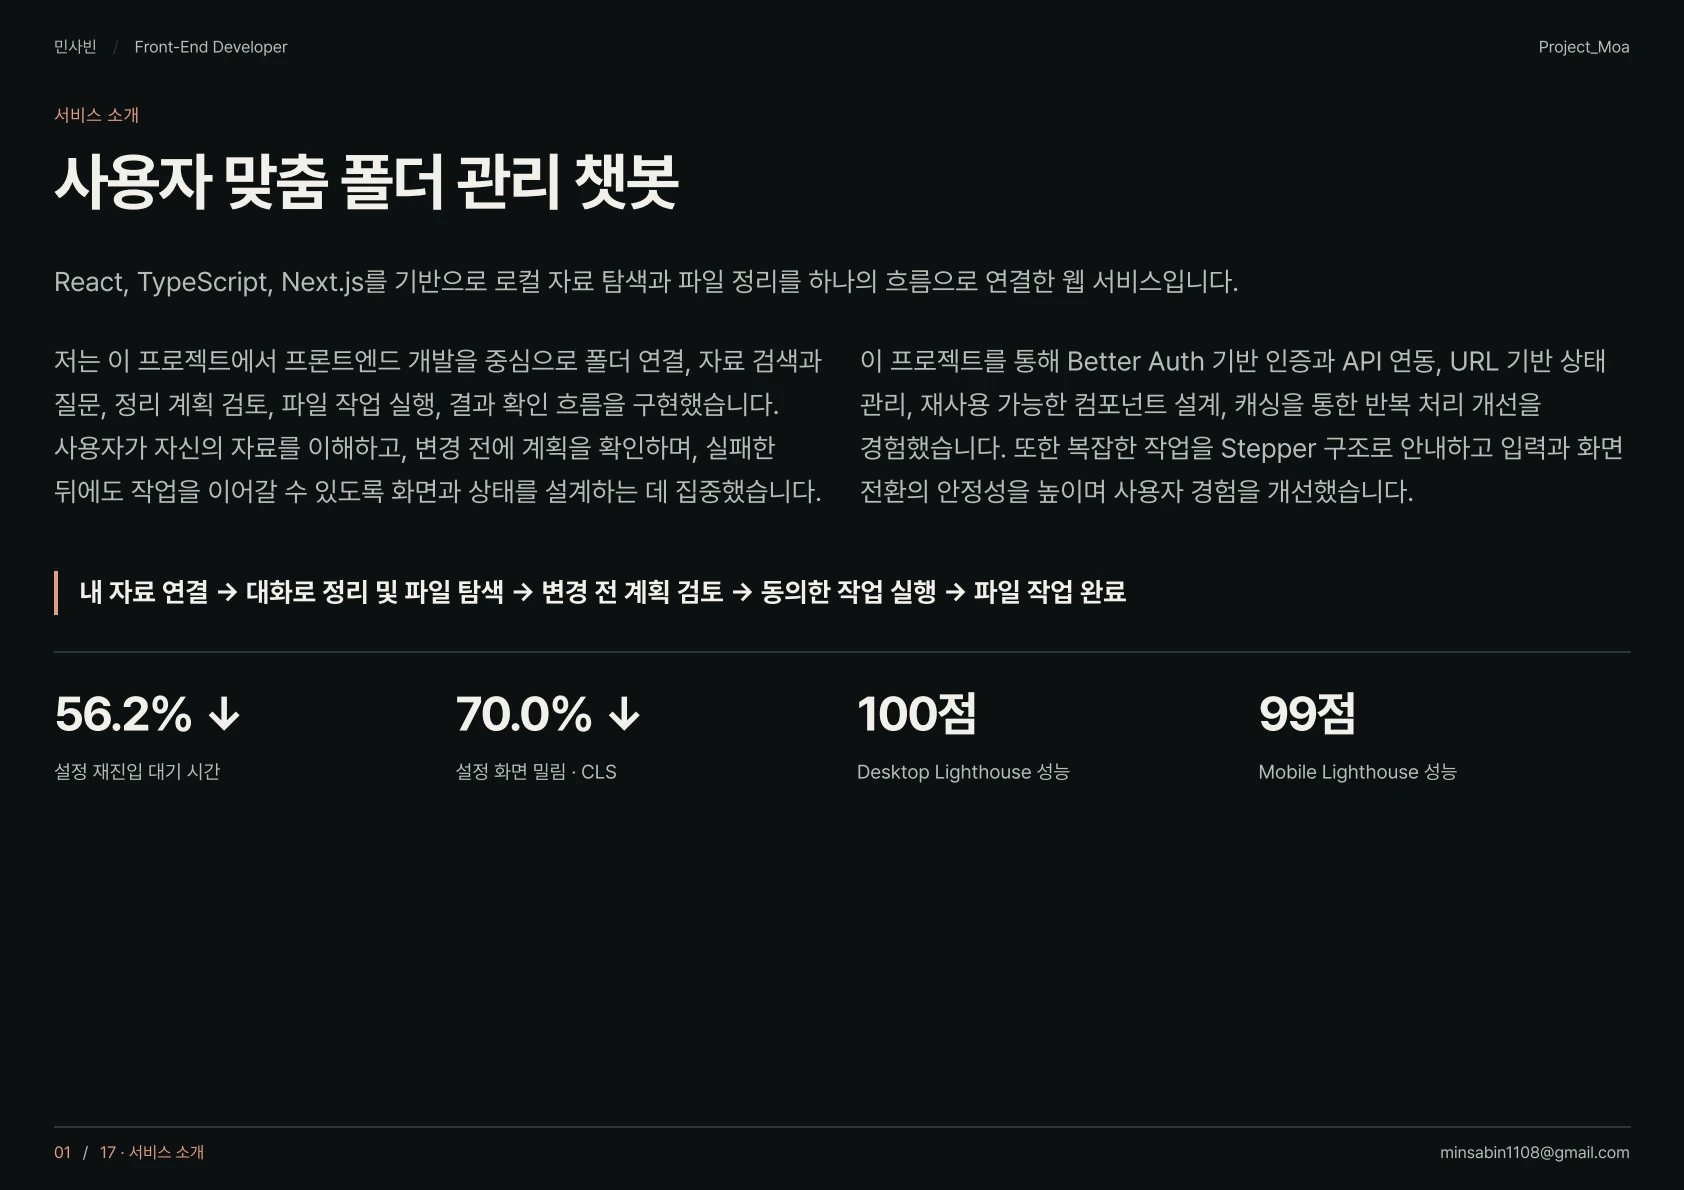 민사빈 / Front-End Developer
Project_Moa
서비스 소개
사용자 맞춤 폴더 관리 챗봇
React, TypeScript, Next.js를 기반으로 로컬 자료 탐색과 파일 정리를 하나의 흐름으로 연결한 웹 서비스입니다.
저는 이 프로젝트에서 프론트엔드 개발을 중심으로 폴더 연결, 자료 검색과
질문, 정리 계획 검토, 파일 작업 실행, 결과 확인 흐름을 구현했습니다.
사용자가 자신의 자료를 이해하고, 변경 전에 계획을 확인하며, 실패한
뒤에도 작업을 이어갈 수 있도록 화면과 상태를 설계하는 데 집중했습니다.
이 프로젝트를 통해 Better Auth 기반 인증과 API 연동, URL 기반 상태
관리, 재사용 가능한 컴포넌트 설계, 캐싱을 통한 반복 처리 개선을
경험했습니다. 또한 복잡한 작업을 Stepper 구조로 안내하고 입력과 화면
전환의 안정성을 높이며 사용자 경험을 개선했습니다.
내 자료 연결 → 대화로 정리 및 파일 탐색 → 변경 전 계획 검토 → 동의한 작업 실행 → 파일 작업 완료
56.2% ↓
설정 재진입 대기 시간
70.0% ↓
설정 화면 밀림 · CLS
100점
Desktop Lighthouse 성능
99점
Mobile Lighthouse 성능
01 / 17 · 서비스 소개
minsabin1108@gmail.com